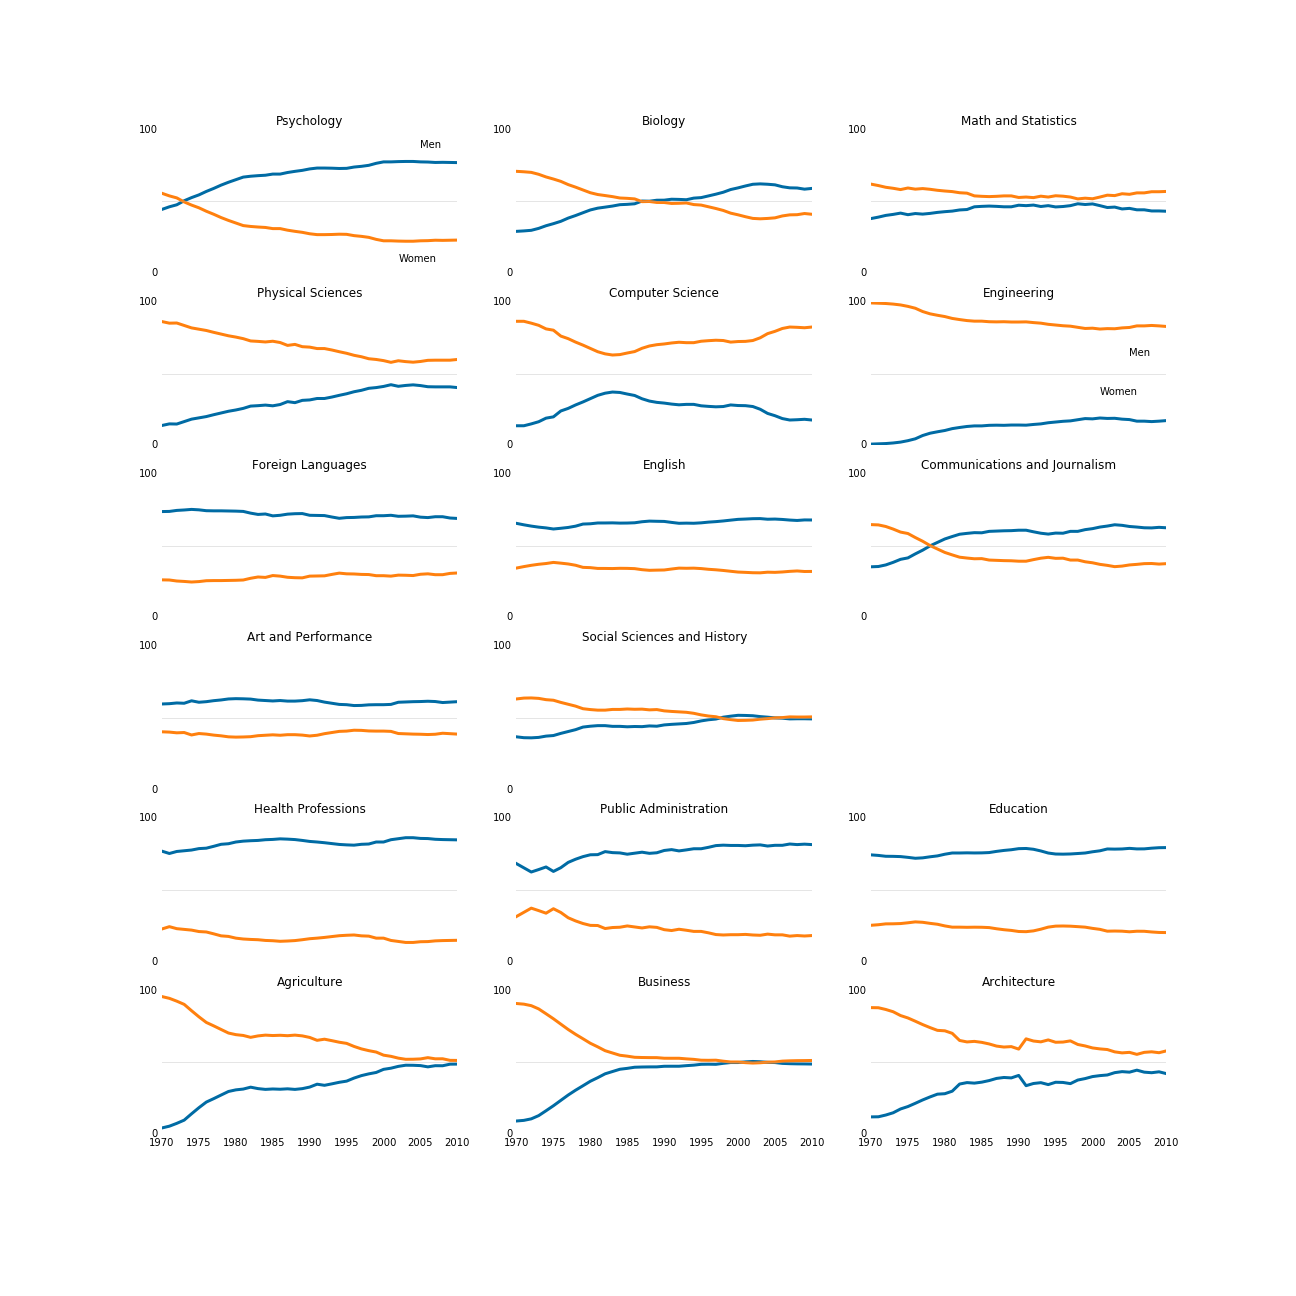 Psychology Biology Math and Statistics
100 100 100
Men
Women
0 0 0
Physical Sciences Computer Science Engineering
100 100 100
Men
Women
0 0 0
Foreign Languages English Communications and Journalism
100 100 100
0 0 0
Art and Performance Social Sciences and History
100 100
0 0
Health Professions Public Administration Education
100 100 100
0 0 0
Agriculture Business Architecture
100 100 100
0 0 0
1970 1975 1980 1985 1990 1995 2000 2005 2010 1970 1975 1980 1985 1990 1995 2000 2005 2010 1970 1975 1980 1985 1990 1995 2000 2005 2010